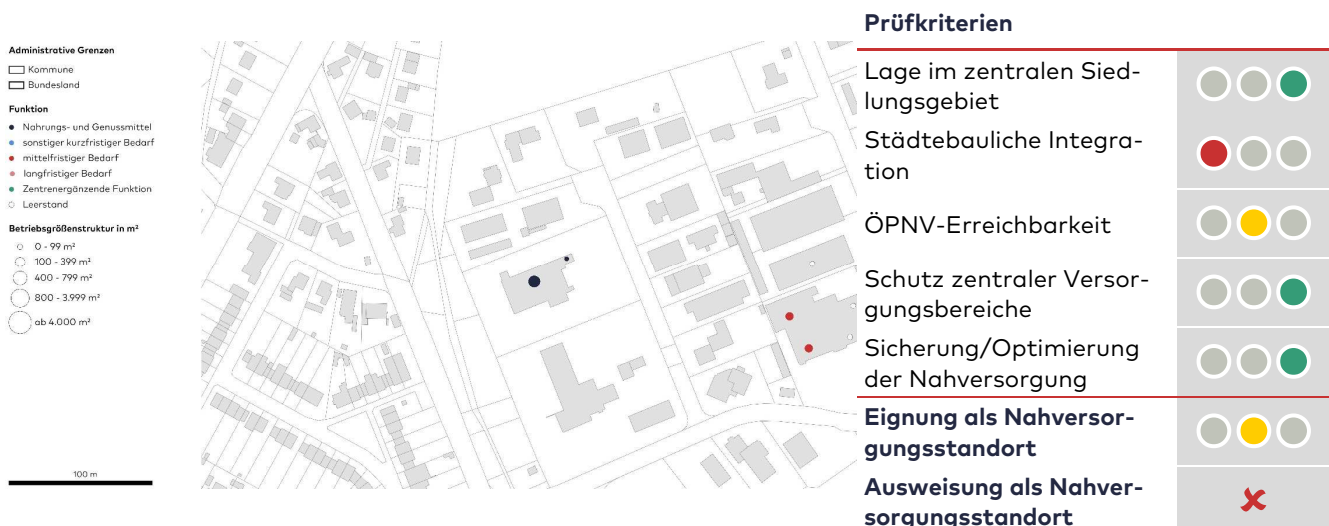 Administrative Grenzen
Kommune
Bundesland
Funktion
Nahrungs- und Genussmittel
sonstiger kurzfristiger Bedarf
mittelfristiger Bedarf
langfristiger Bedarf
Zentrenergänzende Funktion
Leerstand
Betriebsgrößenstruktur in m²
0 - 99 m²
100 - 399 m²
400 - 799 m²
800 - 3.999 m²
ab 4.000 m²
100 m
Prüfkriterien
Lage im zentralen Sied-
lungsgebiet
Städtebauliche Integra-
tion
ÖPNV-Erreichbarkeit
Schutz zentraler Versor-
gungsbereiche
Sicherung/Optimierung
der Nahversorgung
Eignung als Nahversor-
gungsstandort
Ausweisung als Nahver-
sorgungsstandort